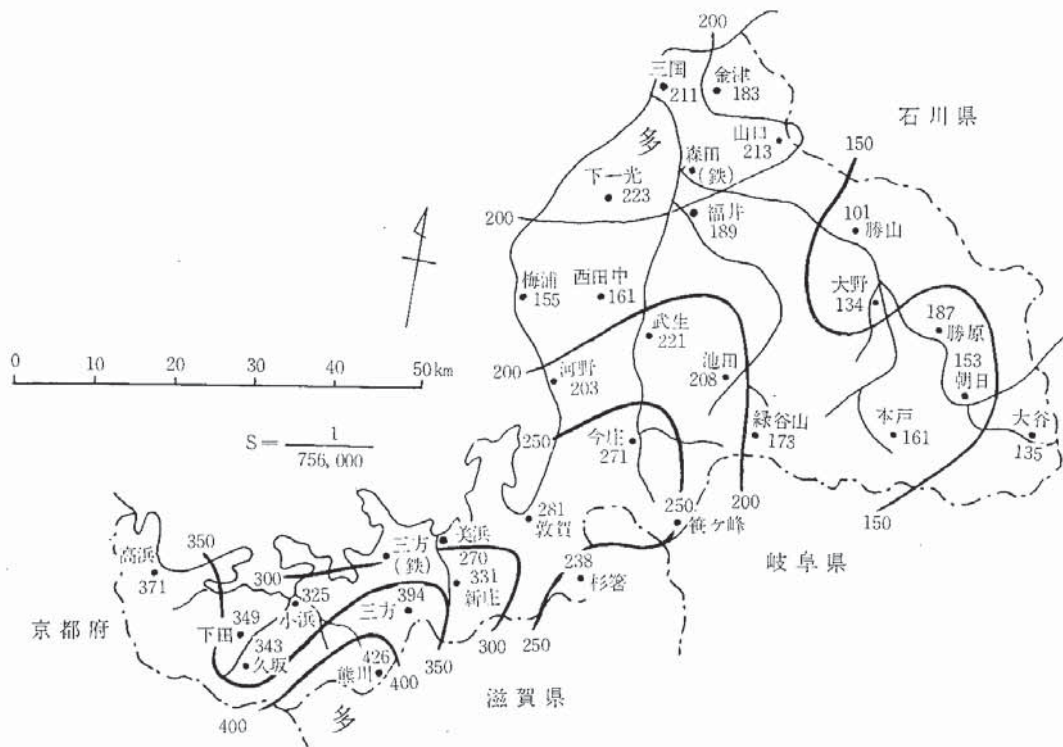 200
三国
211
金津
183
石川県
山口
213
150
多
森田
(鉄)
下一光
223
福井
189
200
101
勝山
大野
134
梅浦
155
西田中
161
187
勝原
武生
221
153
朝日
0 10 20 30 40 50km
200
河野
203
池田
208
S = 1/756,000
250
今庄
271
緑谷山
173
本戸
161
大谷
135
250
200
150
281
敦賀
笹ヶ峰
岐阜県
高浜
371
350
300
三方
(鉄)
美浜
270
238
杉箸
325
小浜
331
新庄
394
三方
京都府
349
下田
343
久坂
426
熊川
400
350
300
250
滋賀県
400
多